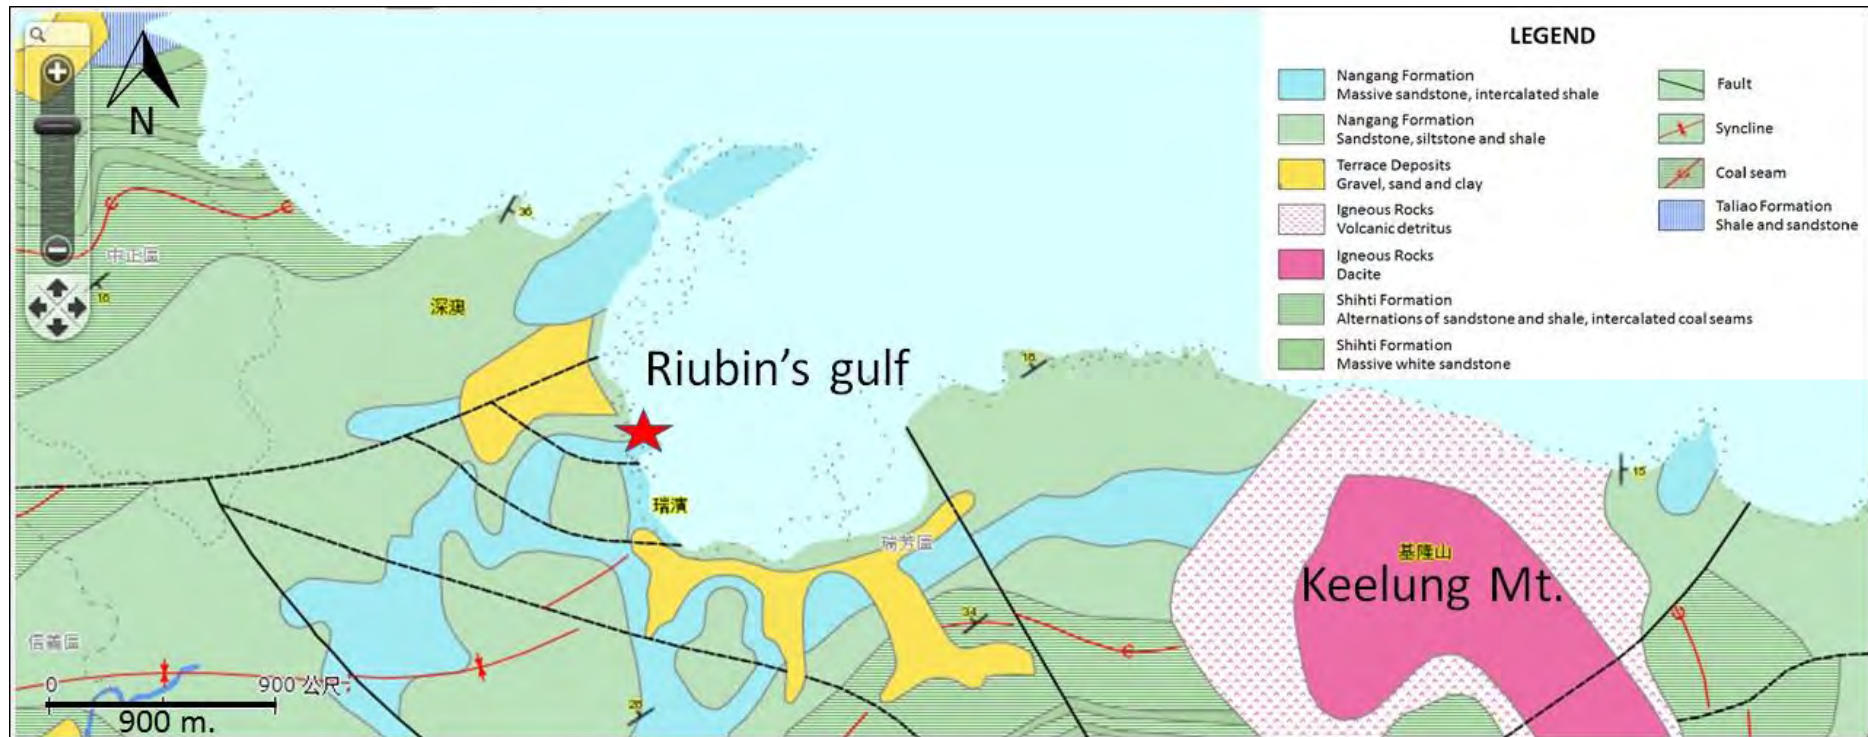 LEGEND
Nangang Formation
Massive sandstone, intercalated shale
Nangang Formation
Sandstone, siltstone and shale
Terrace Deposits
Gravel, sand and clay
Igneous Rocks
Volcanic detritus
Igneous Rocks
Dacite
Shihti Formation
Alternations of sandstone and shale, intercalated coal seams
Shihti Formation
Massive white sandstone
Fault
Syncline
Coal seam
Taliao Formation
Shale and sandstone
N
36
中正區
16
深澳
Riubin's gulf
16
瑞濱
瑞芳區
15
基隆山
Keelung Mt.
34
信義區
0 900 公尺
900 m.
26